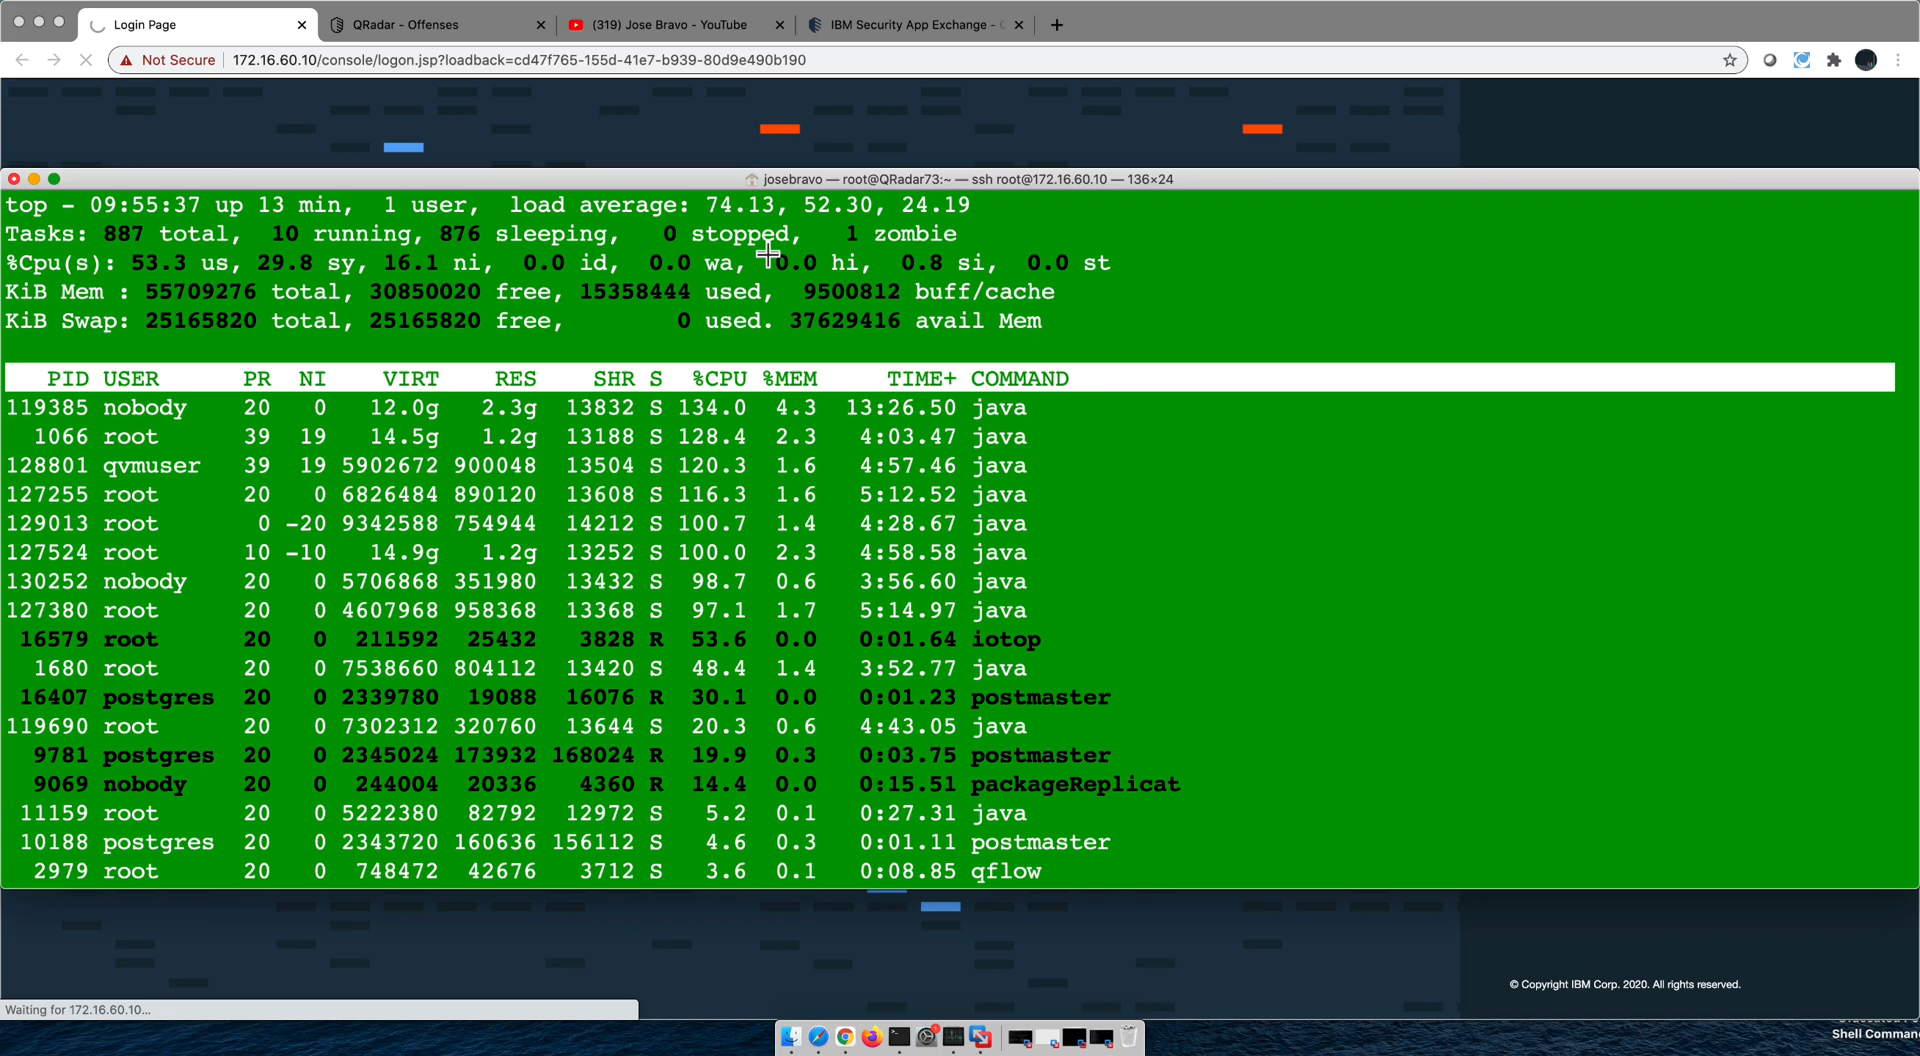 Login Page
QRadar - Offenses
(319) Jose Bravo - YouTube
IBM Security App Exchange -
Not Secure 172.16.60.10/console/logon.jsp?loadback=cd47f765-155d-41e7-b939-80d9e490b190
josebravo — root@QRadar73:~ — ssh root@172.16.60.10 — 136×24
top - 09:55:37 up 13 min,  1 user,  load average: 74.13, 52.30, 24.19
Tasks: 887 total,  10 running, 876 sleeping,   0 stopped,   1 zombie
%Cpu(s): 53.3 us, 29.8 sy, 16.1 ni,  0.0 id,  0.0 wa,  0.0 hi,  0.8 si,  0.0 st
KiB Mem : 55709276 total, 30850020 free, 15358444 used,  9500812 buff/cache
KiB Swap: 25165820 total, 25165820 free,        0 used. 37629416 avail Mem
PID USER PR NI VIRT RES SHR S %CPU %MEM TIME+ COMMAND
119385 nobody 20 0 12.0g 2.3g 13832 S 134.0 4.3 13:26.50 java
1066 root 39 19 14.5g 1.2g 13188 S 128.4 2.3 4:03.47 java
128801 qvmuser 39 19 5902672 900048 13504 S 120.3 1.6 4:57.46 java
127255 root 20 0 6826484 890120 13608 S 116.3 1.6 5:12.52 java
129013 root 0 -20 9342588 754944 14212 S 100.7 1.4 4:28.67 java
127524 root 10 -10 14.9g 1.2g 13252 S 100.0 2.3 4:58.58 java
130252 nobody 20 0 5706868 351980 13432 S 98.7 0.6 3:56.60 java
127380 root 20 0 4607968 958368 13368 S 97.1 1.7 5:14.97 java
16579 root 20 0 211592 25432 3828 R 53.6 0.0 0:01.64 iotop
1680 root 20 0 7538660 804112 13420 S 48.4 1.4 3:52.77 java
16407 postgres 20 0 2339780 19088 16076 R 30.1 0.0 0:01.23 postmaster
119690 root 20 0 7302312 320760 13644 S 20.3 0.6 4:43.05 java
9781 postgres 20 0 2345024 173932 168024 R 19.9 0.3 0:03.75 postmaster
9069 nobody 20 0 244004 20336 4360 R 14.4 0.0 0:15.51 packageReplicat
11159 root 20 0 5222380 82792 12972 S 5.2 0.1 0:27.31 java
10188 postgres 20 0 2343720 160636 156112 S 4.6 0.3 0:01.11 postmaster
2979 root 20 0 748472 42676 3712 S 3.6 0.1 0:08.85 qflow
© Copyright IBM Corp. 2020. All rights reserved.
Waiting for 172.16.60.10...
Shell Comman